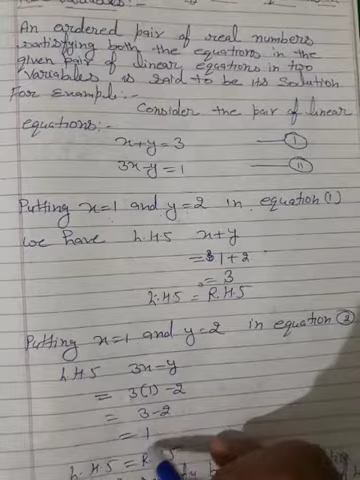 An ordered pair of real numbers
satisfying both the equations in the
given pair of linear equations in two
variables is said to be its solution
For Example:-
Consider the pair of linear
equations:-
x+y=3 —— (I)
3x-y=1 —— (II)
Putting x=1 and y=2 in equation (1)
we have L.H.S x+y
= 1+2
= 3
L.H.S = R.H.S
Putting x=1 and y=2 in equation (2)
L.H.S 3x-y
= 3(1)-2
= 3-2
= 1
L.H.S = R. S